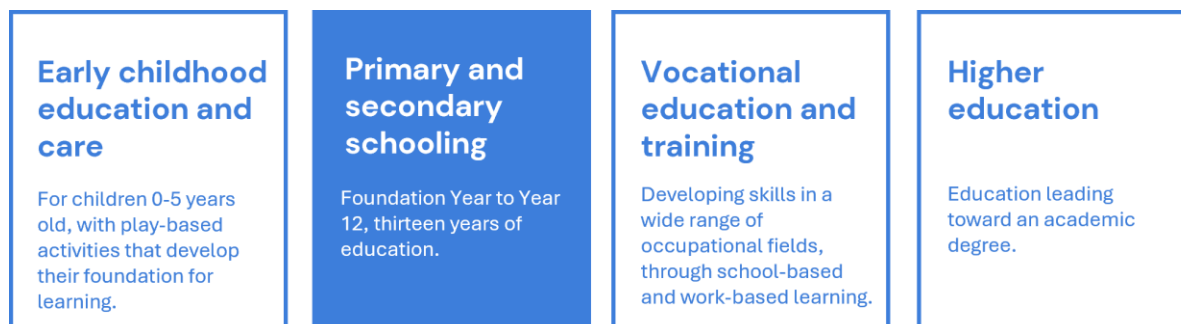 Early childhood
education and
care
For children 0-5 years
old, with play-based
activities that develop
their foundation for
learning.
Primary and
secondary
schooling
Foundation Year to Year
12, thirteen years of
education.
Vocational
education and
training
Developing skills in a
wide range of
occupational fields,
through school-based
and work-based learning.
Higher
education
Education leading
toward an academic
degree.